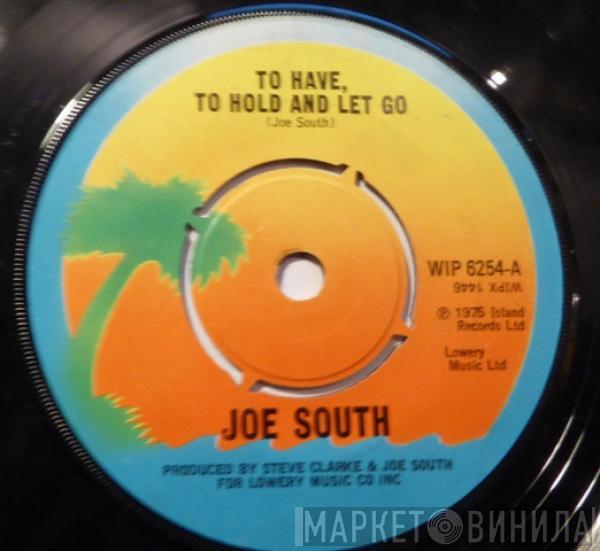 TO HAVE,
TO HOLD AND LET GO
(Joe South)
WIP 6254-A
WIPX 1446
℗ 1975 Island
Records Ltd
Lowery
Music Ltd
JOE SOUTH
PRODUCED BY STEVE CLARKE & JOE SOUTH
FOR LOWERY MUSIC CO INC
МАРКЕТ ВИНИЛА